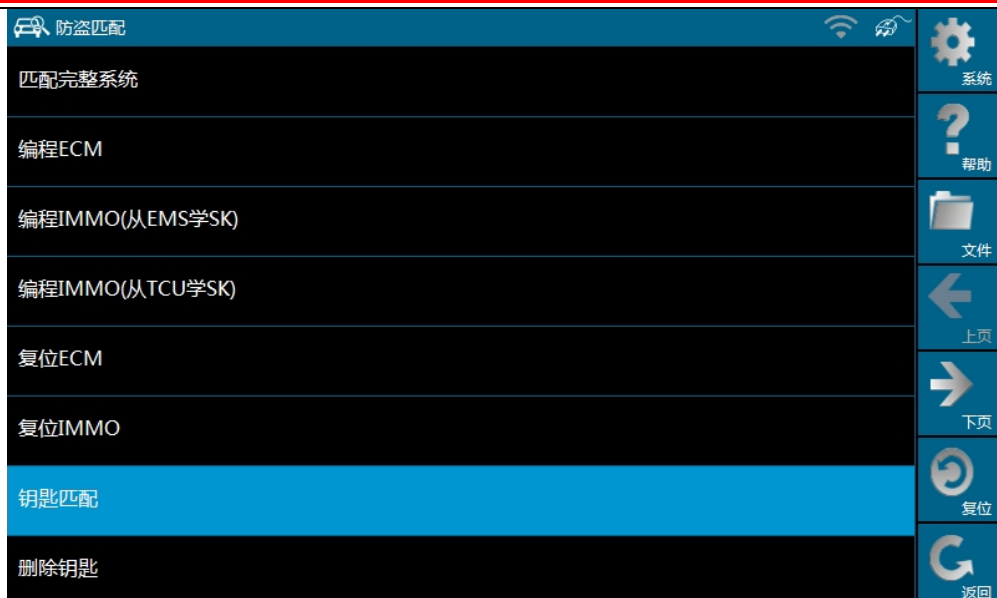 防盗匹配
匹配完整系统
编程ECM
编程IMMO(从EMS学SK)
编程IMMO(从TCU学SK)
复位ECM
复位IMMO
钥匙匹配
删除钥匙
系统
帮助
文件
上页
下页
复位
返回